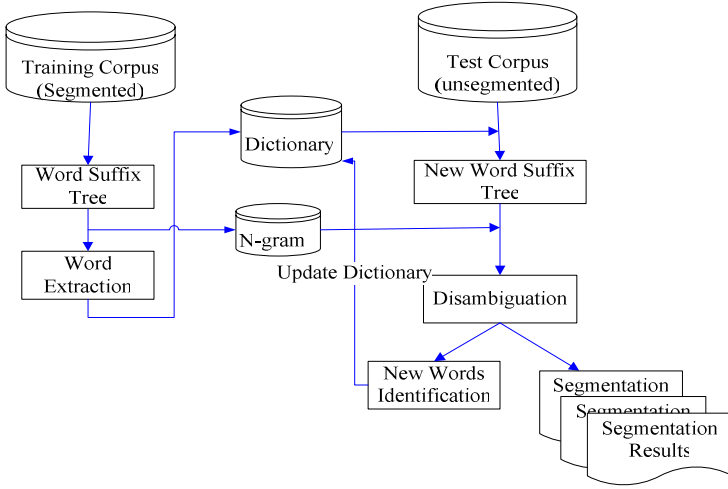 Training Corpus
(Segmented)
Test Corpus
(unsegmented)
Dictionary
Word Suffix
Tree
New Word Suffix
Tree
N-gram
Word
Extraction
Update Dictionary
Disambiguation
New Words
Identification
Segmentation
Segmentation
Segmentation
Results